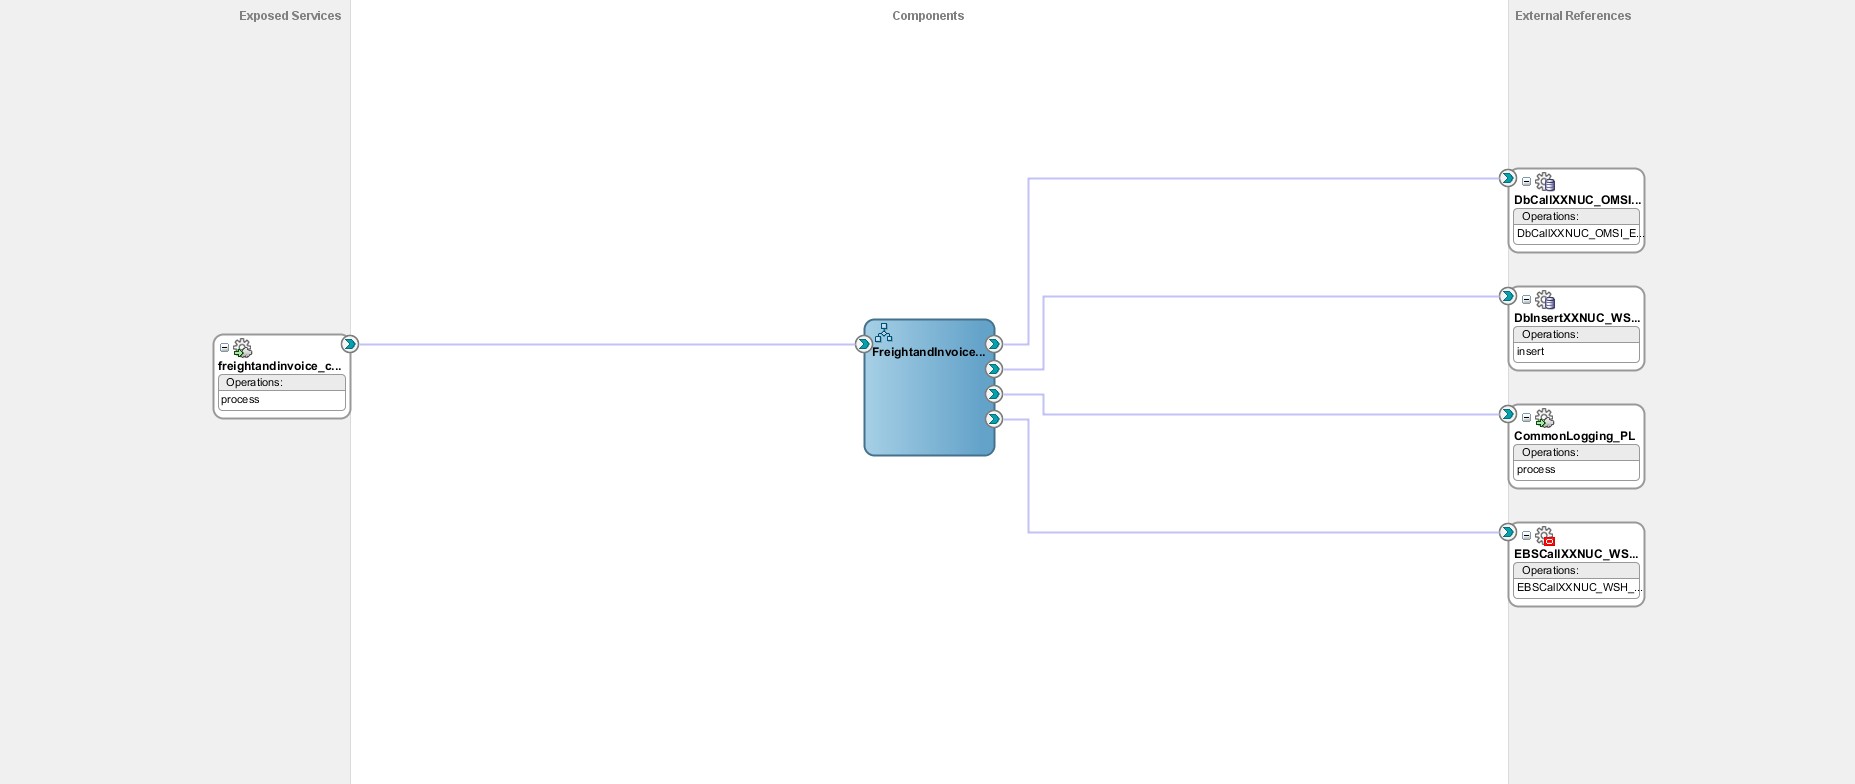 Exposed Services
Components
External References
freightandinvoice_c...
Operations:
process
FreightandInvoice...
DbCallXXNUC_OMSI...
Operations:
DbCallXXNUC_OMSI_E...
DbInsertXXNUC_WS...
Operations:
insert
CommonLogging_PL
Operations:
process
EBSCallXXNUC_WS...
Operations:
EBSCallXXNUC_WSH_...